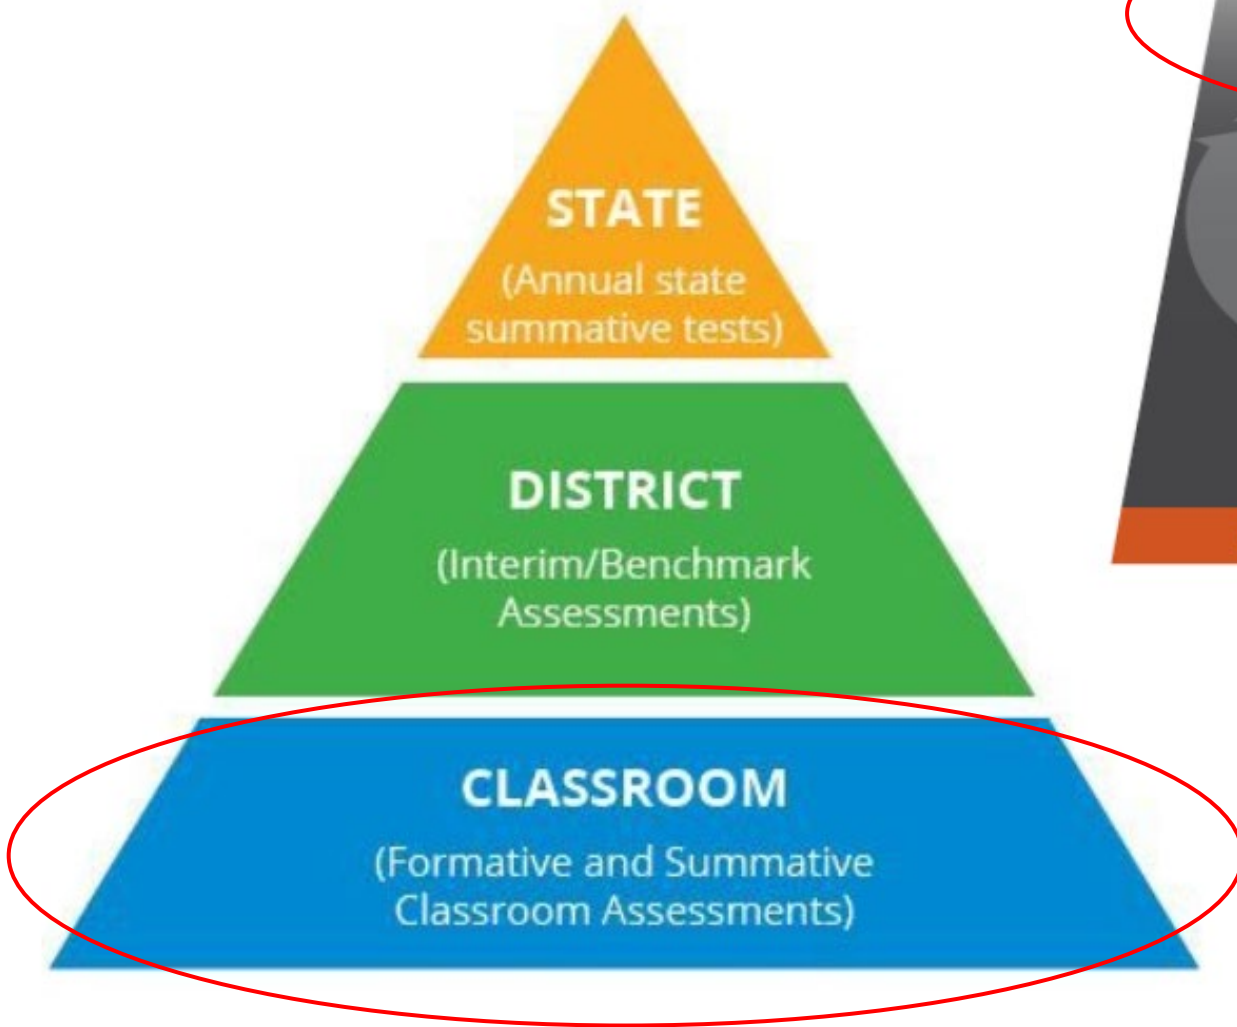 STATE
(Annual state
summative tests)
DISTRICT
(Interim/Benchmark
Assessments)
CLASSROOM
(Formative and Summative
Classroom Assessments)